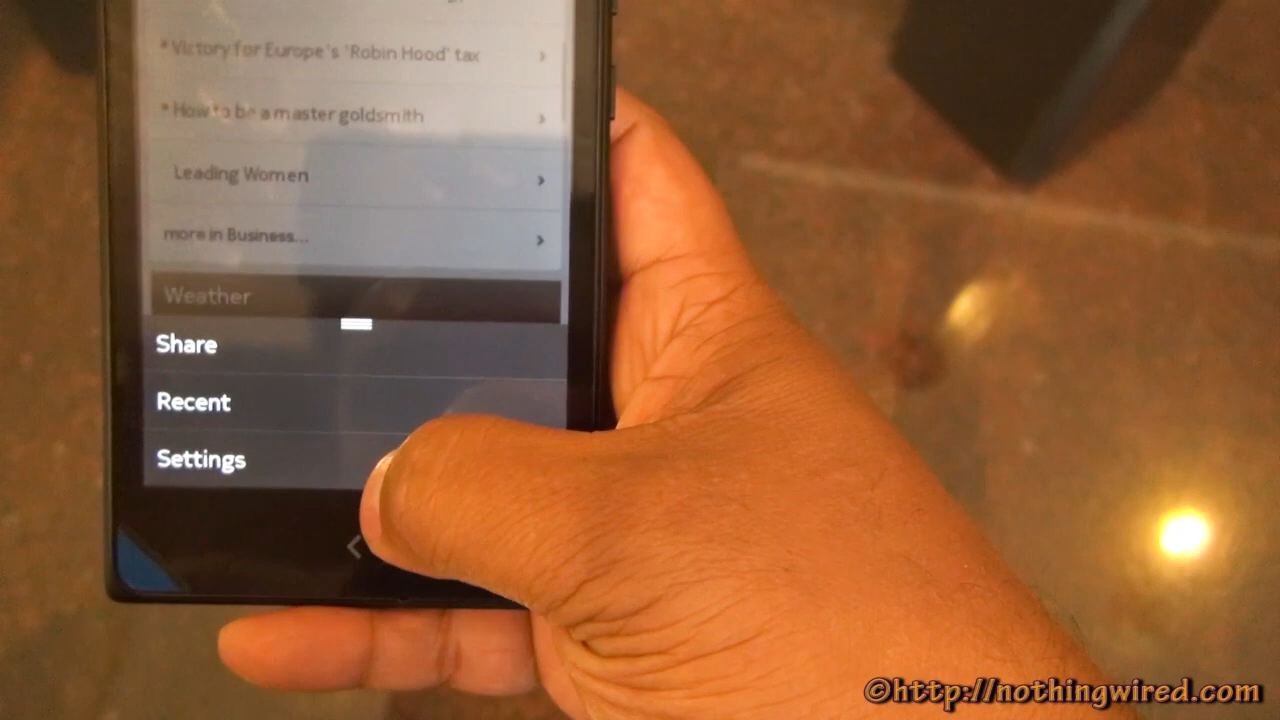 * Victory for Europe's 'Robin Hood' tax
* How to be a master goldsmith
Leading Women
more in Business...
Weather
Share
Recent
Settings
©http://nothingwired.com